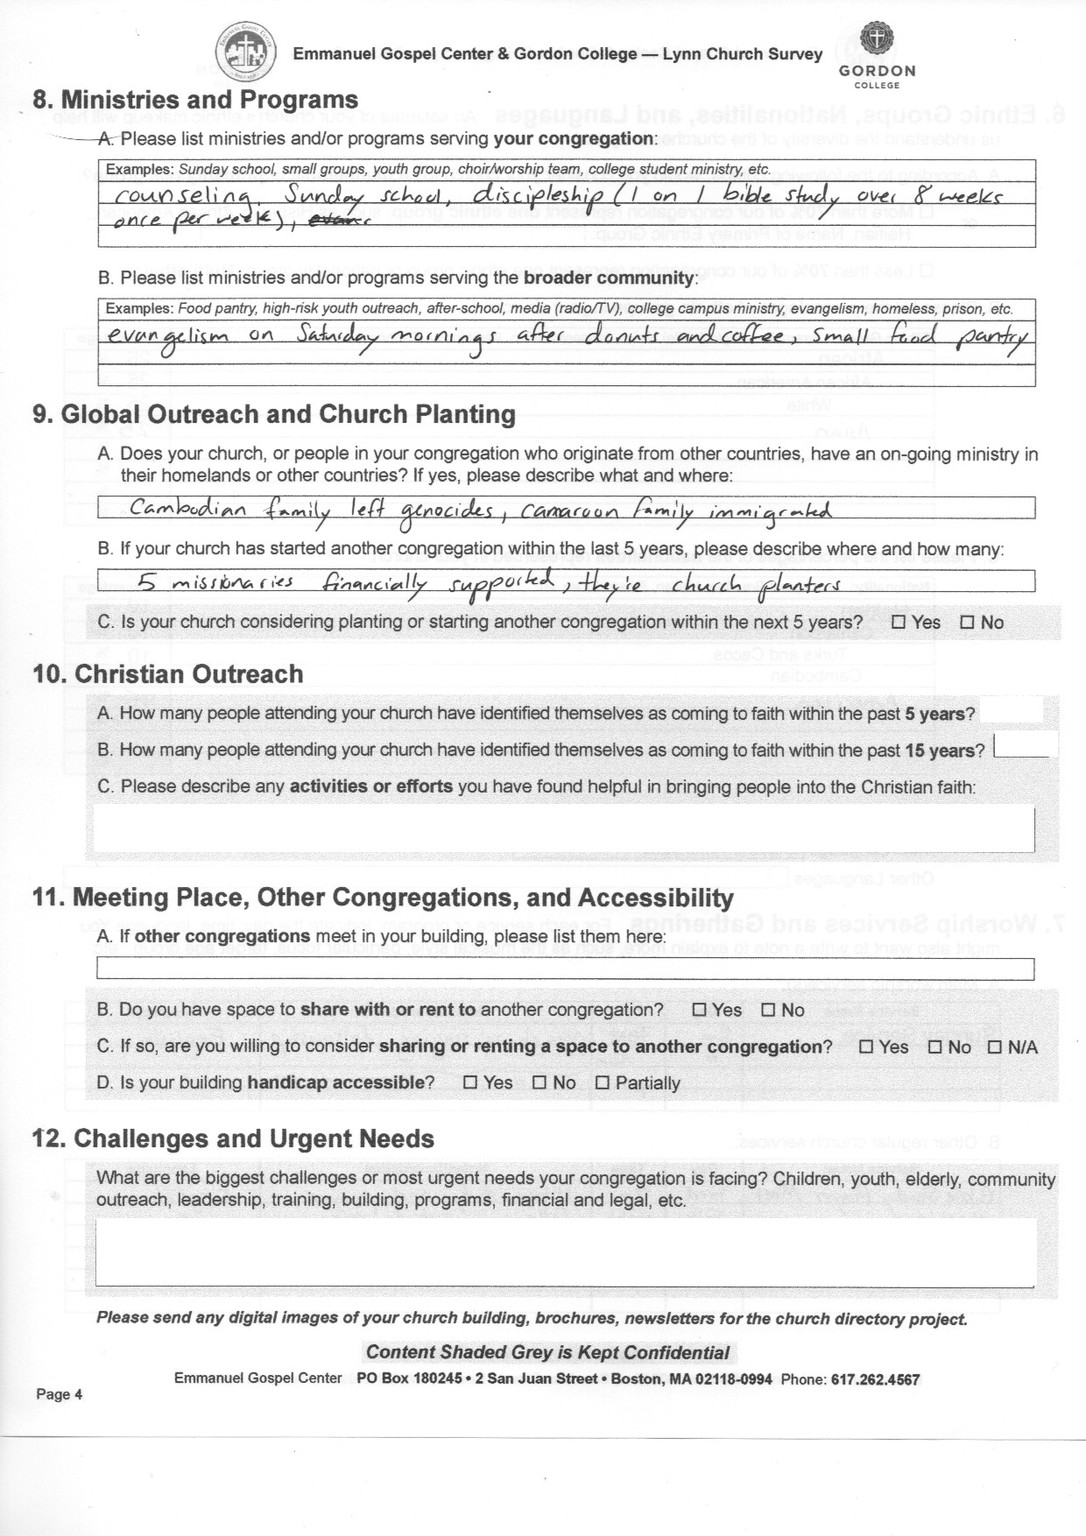 Emmanuel Gospel Center & Gordon College — Lynn Church Survey
GORDON
COLLEGE
8. Ministries and Programs
A. Please list ministries and/or programs serving your congregation:
Examples: Sunday school, small groups, youth group, choir/worship team, college student ministry, etc.
counseling, Sunday school, discipleship (1 on 1 bible study over 8 weeks
once per week),
B. Please list ministries and/or programs serving the broader community:
Examples: Food pantry, high-risk youth outreach, after-school, media (radio/TV), college campus ministry, evangelism, homeless, prison, etc.
evangelism on Saturday mornings after donuts and coffee, small food pantry
9. Global Outreach and Church Planting
A. Does your church, or people in your congregation who originate from other countries, have an on-going ministry in
their homelands or other countries? If yes, please describe what and where:
Cambodian family left genocides, Camaroon family immigrated
B. If your church has started another congregation within the last 5 years, please describe where and how many:
5 missionaries financially supported, they're church planters
C. Is your church considering planting or starting another congregation within the next 5 years? ☐ Yes ☐ No
10. Christian Outreach
A. How many people attending your church have identified themselves as coming to faith within the past 5 years?
B. How many people attending your church have identified themselves as coming to faith within the past 15 years?
C. Please describe any activities or efforts you have found helpful in bringing people into the Christian faith:
11. Meeting Place, Other Congregations, and Accessibility
A. If other congregations meet in your building, please list them here:
B. Do you have space to share with or rent to another congregation? ☐ Yes ☐ No
C. If so, are you willing to consider sharing or renting a space to another congregation? ☐ Yes ☐ No ☐ N/A
D. Is your building handicap accessible? ☐ Yes ☐ No ☐ Partially
12. Challenges and Urgent Needs
What are the biggest challenges or most urgent needs your congregation is facing? Children, youth, elderly, community
outreach, leadership, training, building, programs, financial and legal, etc.
Please send any digital images of your church building, brochures, newsletters for the church directory project.
Content Shaded Grey is Kept Confidential
Emmanuel Gospel Center PO Box 180245 • 2 San Juan Street • Boston, MA 02118-0994 Phone: 617.262.4567
Page 4